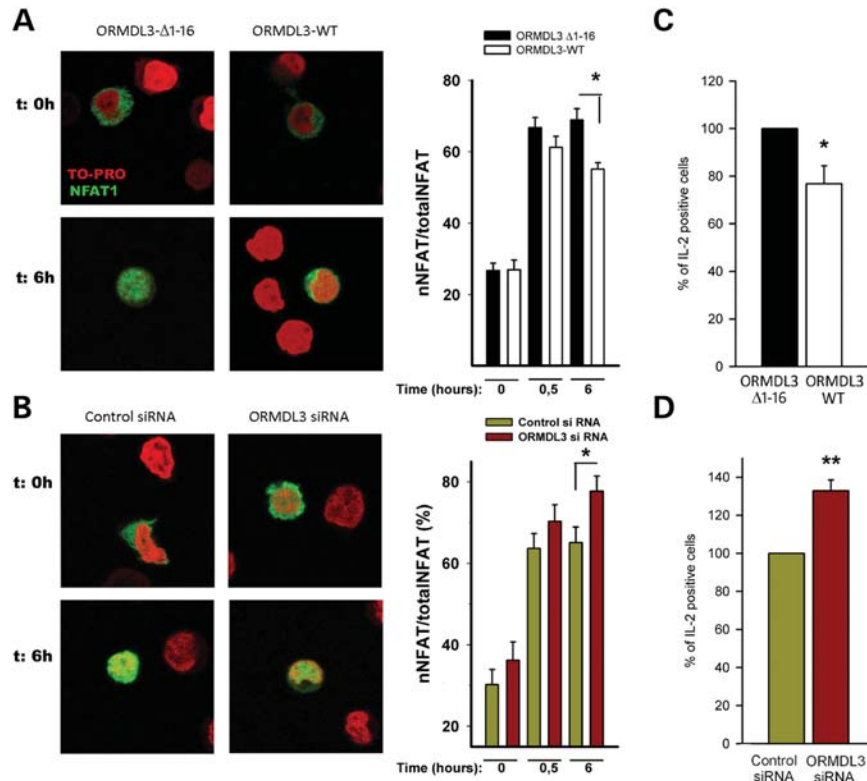 A
ORMDL3-Δ1-16
ORMDL3-WT
t: 0h
TO-PRO
NFAT1
t: 6h
ORMDL3 Δ1-16
ORMDL3-WT
80
60
40
20
*
nNFAT/totalNFAT
Time (hours): 0 0,5 6
C
120
100
80
60
40
20
0
*
% of IL-2 positive cells
ORMDL3 ORMDL3
Δ1-16 WT
B
Control siRNA
ORMDL3 siRNA
t: 0h
t: 6h
Control si RNA
ORMDL3 si RNA
80
60
40
20
*
nNFAT/totalNFAT (%)
Time (hours): 0 0,5 6
D
140
120
100
80
60
40
20
0
**
% of IL-2 positive cells
Control ORMDL3
siRNA siRNA